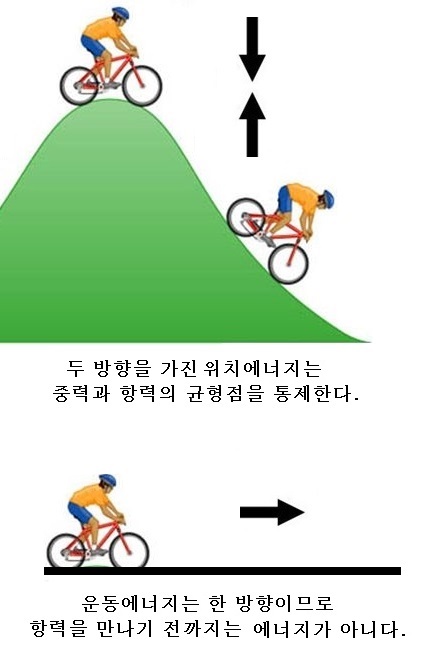 두 방향을 가진 위치에너지는
중력과 항력의 균형점을 통제한다.
운동에너지는 한 방향이므로
항력을 만나기 전까지는 에너지가 아니다.